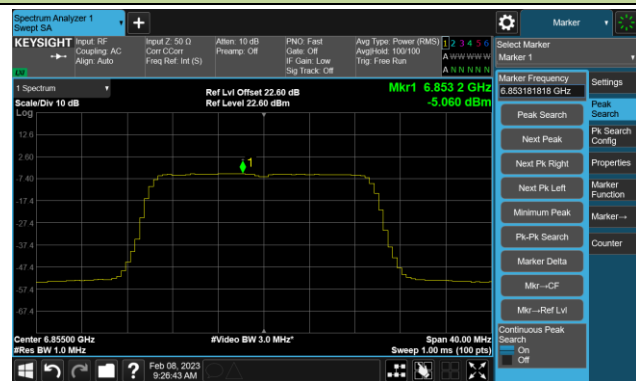 Spectrum Analyzer 1
Swept SA
Marker
KEYSIGHT
Input: RF
Coupling: AC
Align: Auto
Input Z: 50 Ω
Corr CCorr
Freq Ref: Int (S)
Atten: 10 dB
Preamp: Off
PNO: Fast
Gate: Off
IF Gain: Low
Sig Track: Off
Avg Type: Power (RMS)
Avg|Hold: 100/100
Trig: Free Run
1 2 3 4 5 6
A W W W W W
A N N N N N
Select Marker
Marker 1
LV
1 Spectrum
Scale/Div 10 dB
Log
Ref Lvl Offset 22.60 dB
Ref Level 22.60 dBm
Mkr1 6.853 2 GHz
-5.060 dBm
12.6
2.60
-7.40
-17.4
-27.4
-37.4
-47.4
-57.4
-67.4
1
Center 6.85500 GHz
#Res BW 1.0 MHz
#Video BW 3.0 MHz*
Span 40.00 MHz
Sweep 1.00 ms (100 pts)
Marker Frequency
6.853181818 GHz
Peak Search
Next Peak
Next Pk Right
Next Pk Left
Minimum Peak
Pk-Pk Search
Marker Delta
Mkr→CF
Mkr→Ref Lvl
Continuous Peak
Search
On
Off
Settings
Peak
Search
Pk Search
Config
Properties
Marker
Function
Marker→
Counter
Feb 08, 2023
9:26:43 AM